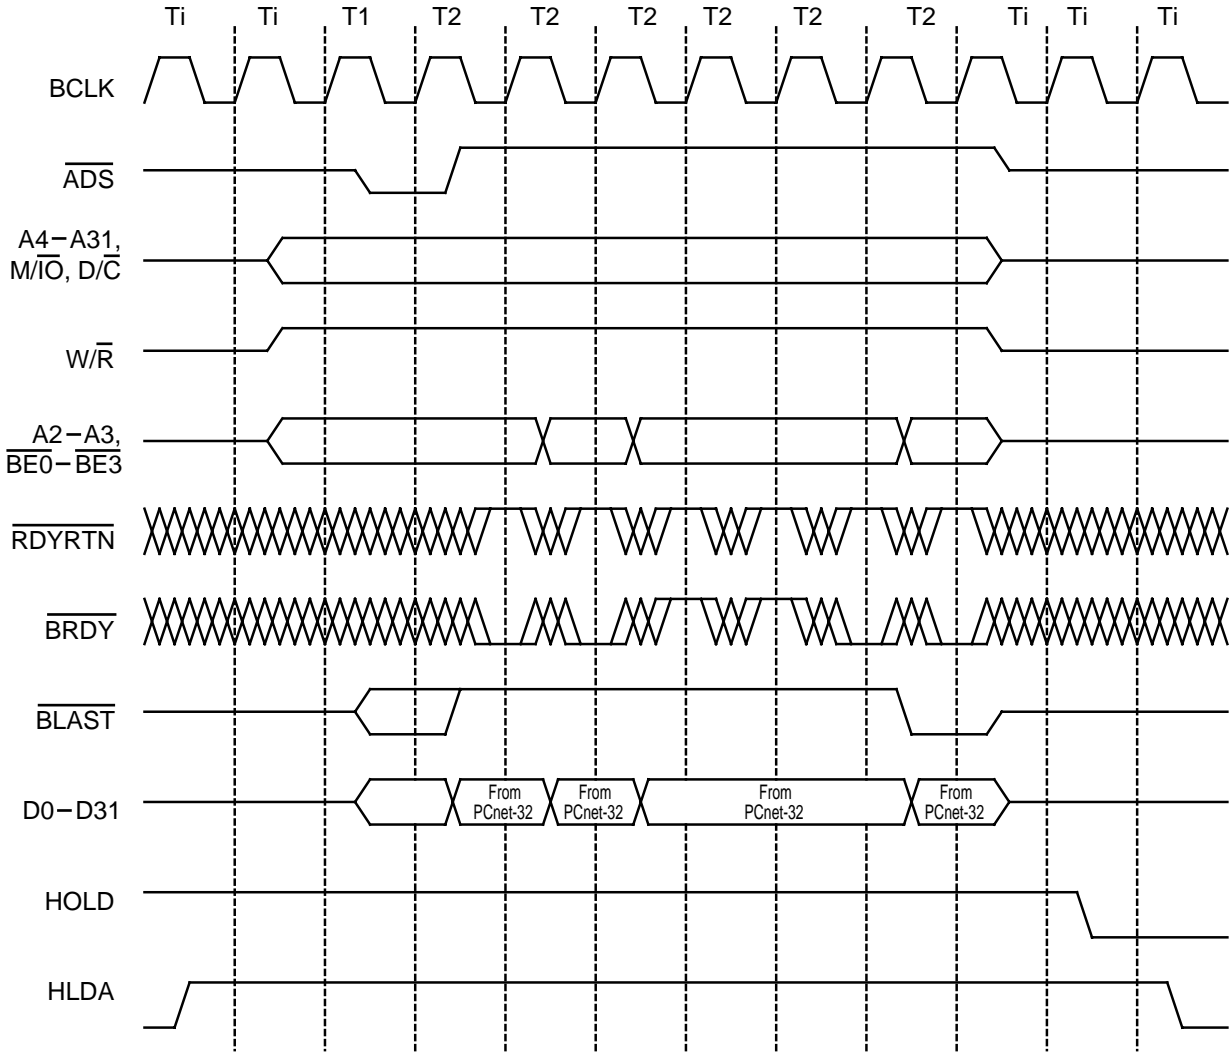 Ti Ti T1 T2 T2 T2 T2 T2 T2 Ti Ti Ti
BCLK
ADS
A4–A31,
M/IO, D/C
W/R
A2–A3,
BE0–BE3
RDYRTN
BRDY
BLAST
D0–D31
From PCnet-32
From PCnet-32
From PCnet-32
From PCnet-32
HOLD
HLDA